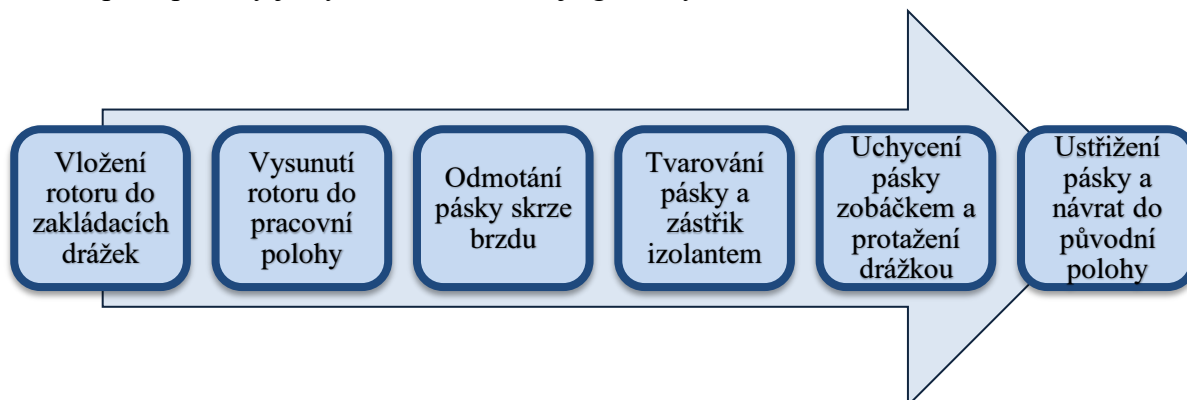 Vložení
rotoru do
zakládacích
drážek
Vysunutí
rotoru do
pracovní
polohy
Odmotání
pásky skrze
brzdu
Tvarování
pásky a
zástřik
izolantem
Uchycení
pásky
zobáčkem a
protažení
drážkou
Ustřižení
pásky a
návrat do
původní
polohy